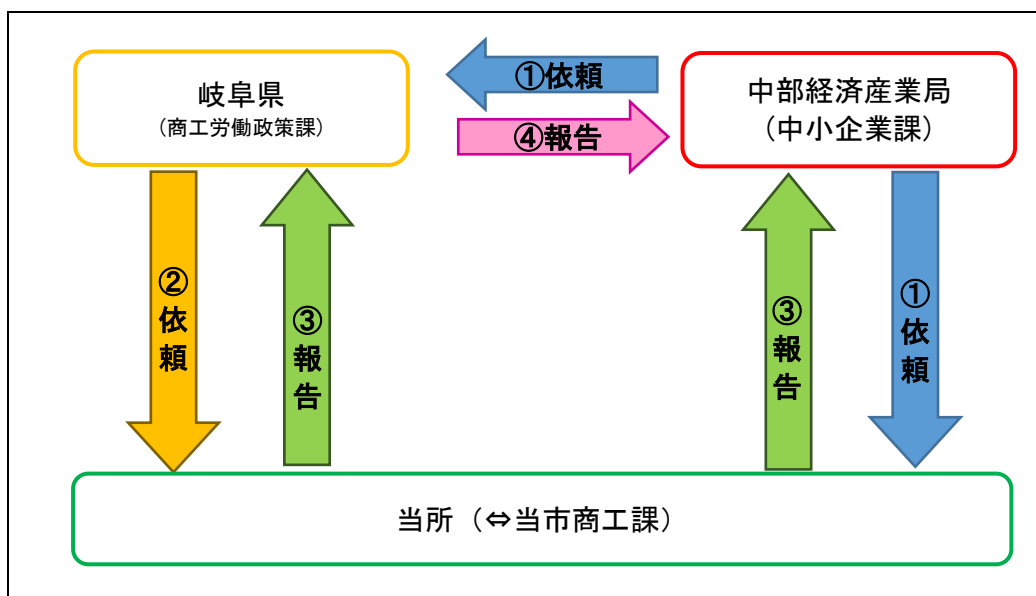 岐阜県
（商工労働政策課）
①依頼
④報告
中部経済産業局
（中小企業課）
②依頼
③報告
③報告
①依頼
当所（⇔当市商工課）